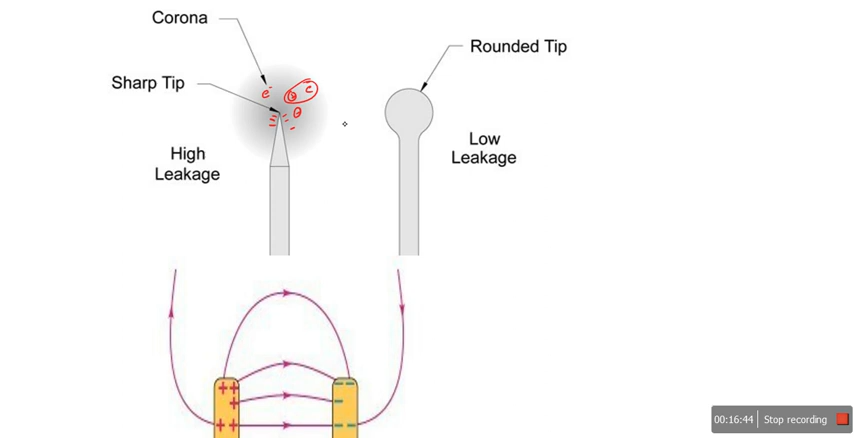 Corona
Rounded Tip
Sharp Tip
e-
High
Leakage
Low
Leakage
00:16:44
Stop recording